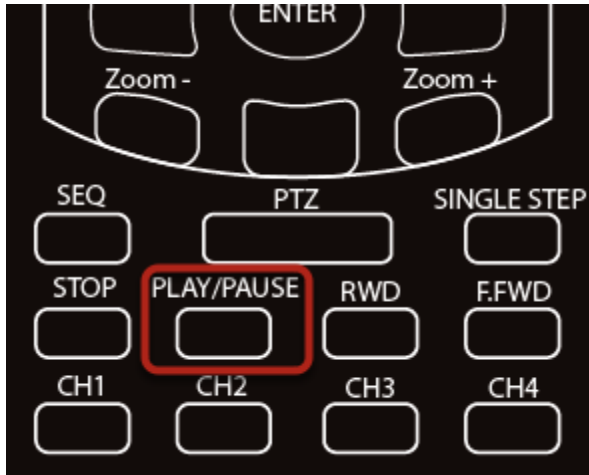 ENTER
Zoom - Zoom +
SEQ PTZ SINGLE STEP
STOP PLAY/PAUSE RWD F.FWD
CH1 CH2 CH3 CH4